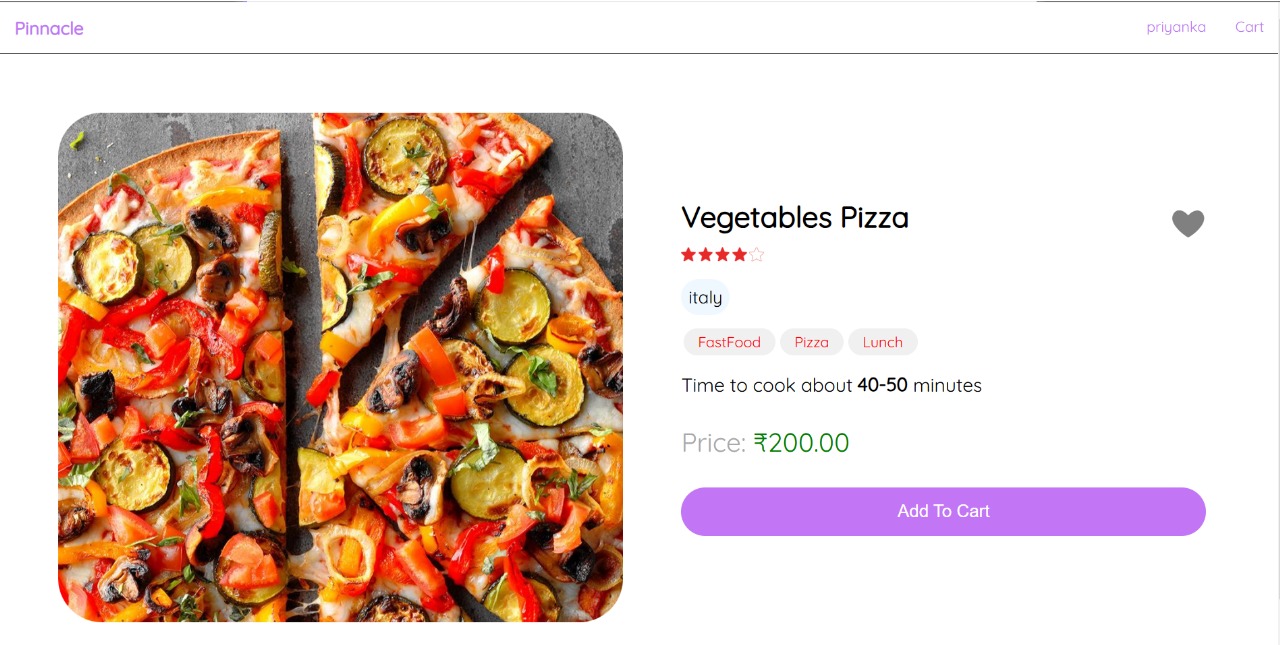 Pinnacle
priyanka Cart
Vegetables Pizza
italy
FastFood Pizza Lunch
Time to cook about 40-50 minutes
Price: ₹200.00
Add To Cart